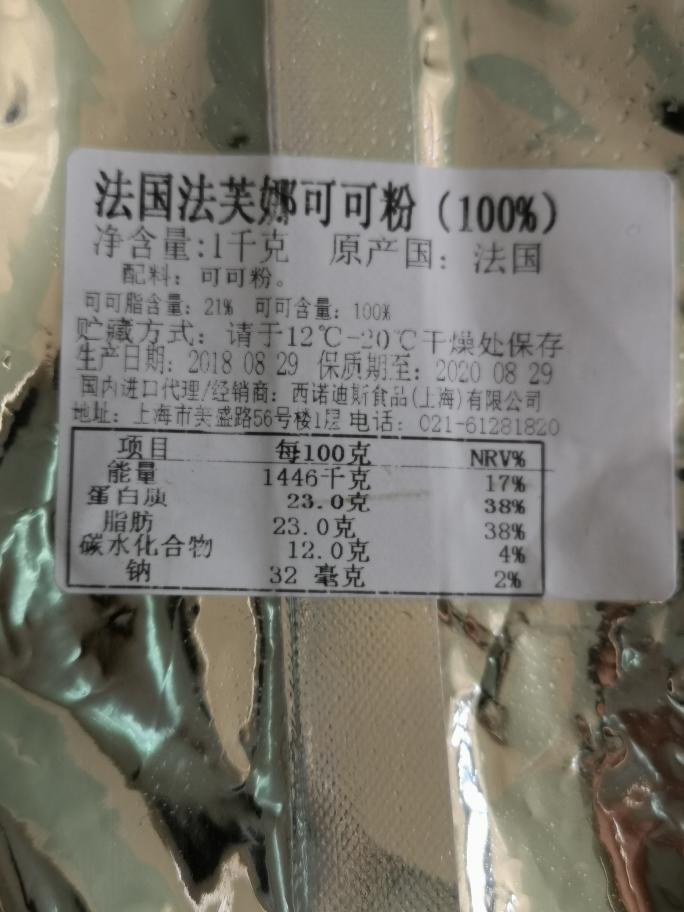 法国法芙娜可可粉（100%）
净含量:1千克 原产国：法国
配料：可可粉。
可可脂含量：21% 可可含量：100%
贮藏方式：请于12℃-20℃干燥处保存
生产日期：2018 08 29 保质期至：2020 08 29
国内进口代理/经销商：西诺迪斯食品(上海)有限公司
地址：上海市美盛路56号楼1层 电话：021-61281820
项目 每100克 NRV%
能量 1446千克 17%
蛋白质 23.0克 38%
脂肪 23.0克 38%
碳水化合物 12.0克 4%
钠 32 毫克 2%